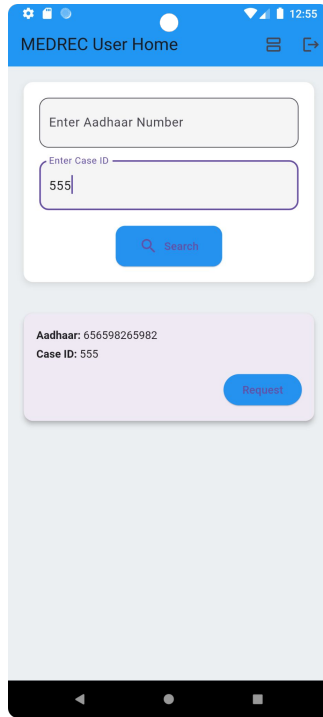 12:55
MEDREC User Home
Enter Aadhaar Number
Enter Case ID
555
Search
Aadhaar: 656598265982
Case ID: 555
Request